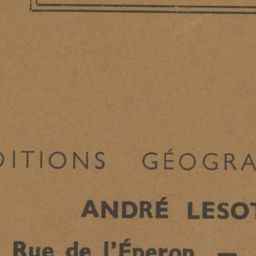 DITIONS GÉOGRA
ANDRÉ LESOT
Rue de l'Éperon —